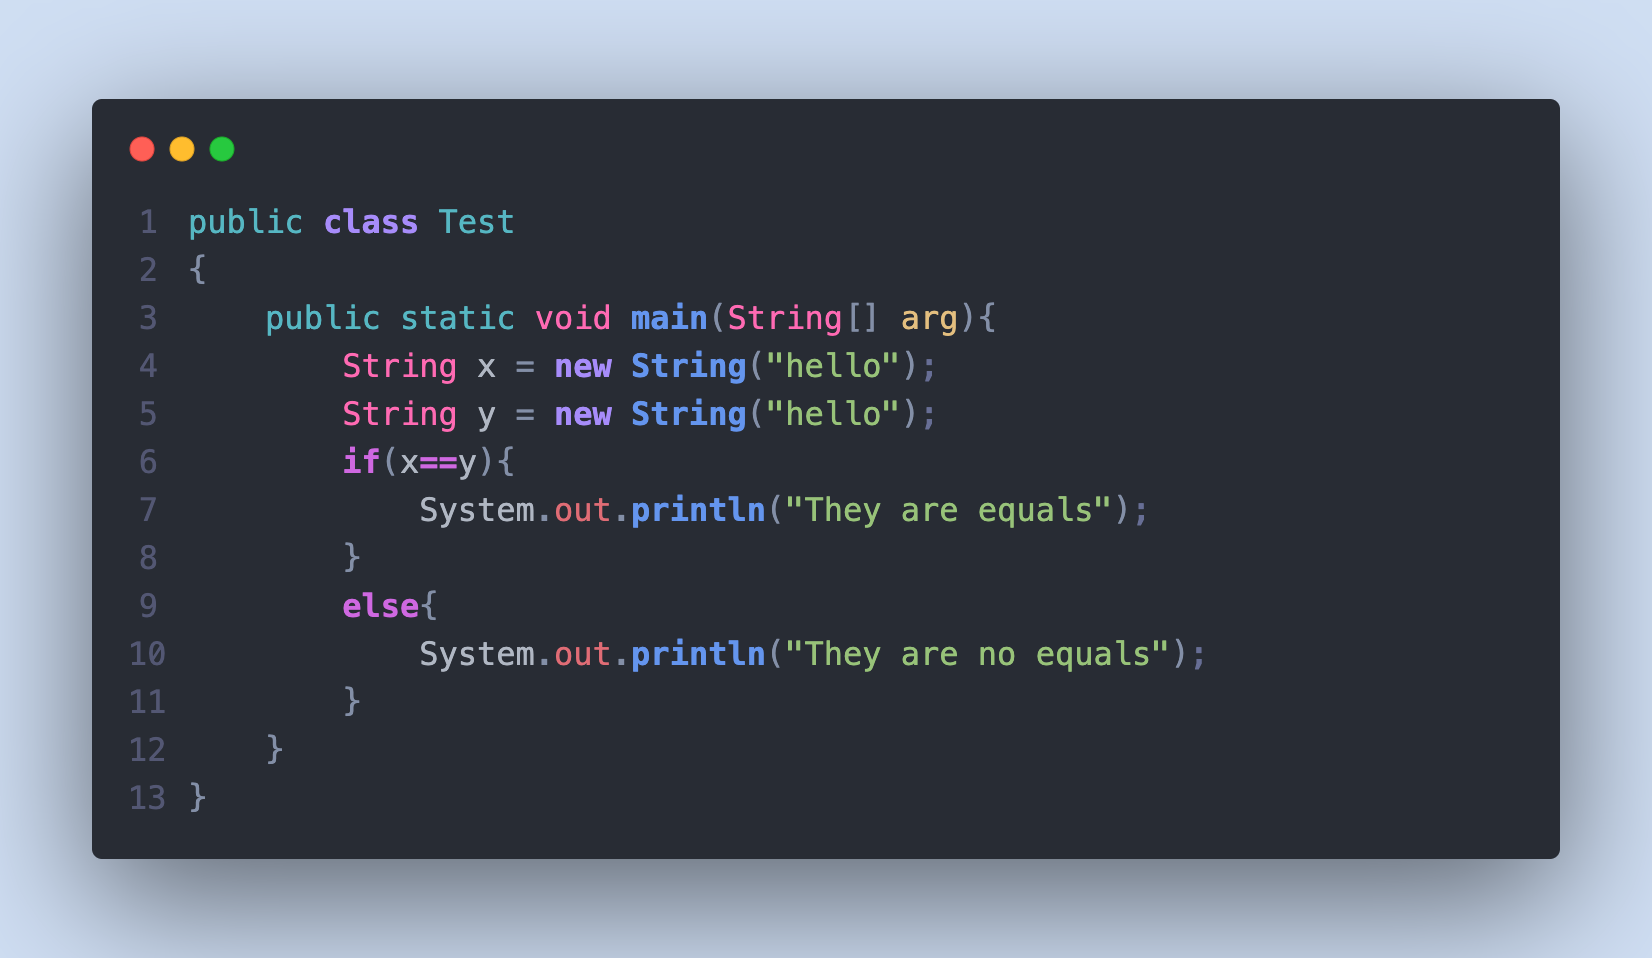 1 public class Test
2 {
3     public static void main(String[] arg){
4         String x = new String("hello");
5         String y = new String("hello");
6         if(x==y){
7             System.out.println("They are equals");
8         }
9         else{
10             System.out.println("They are no equals");
11         }
12     }
13 }